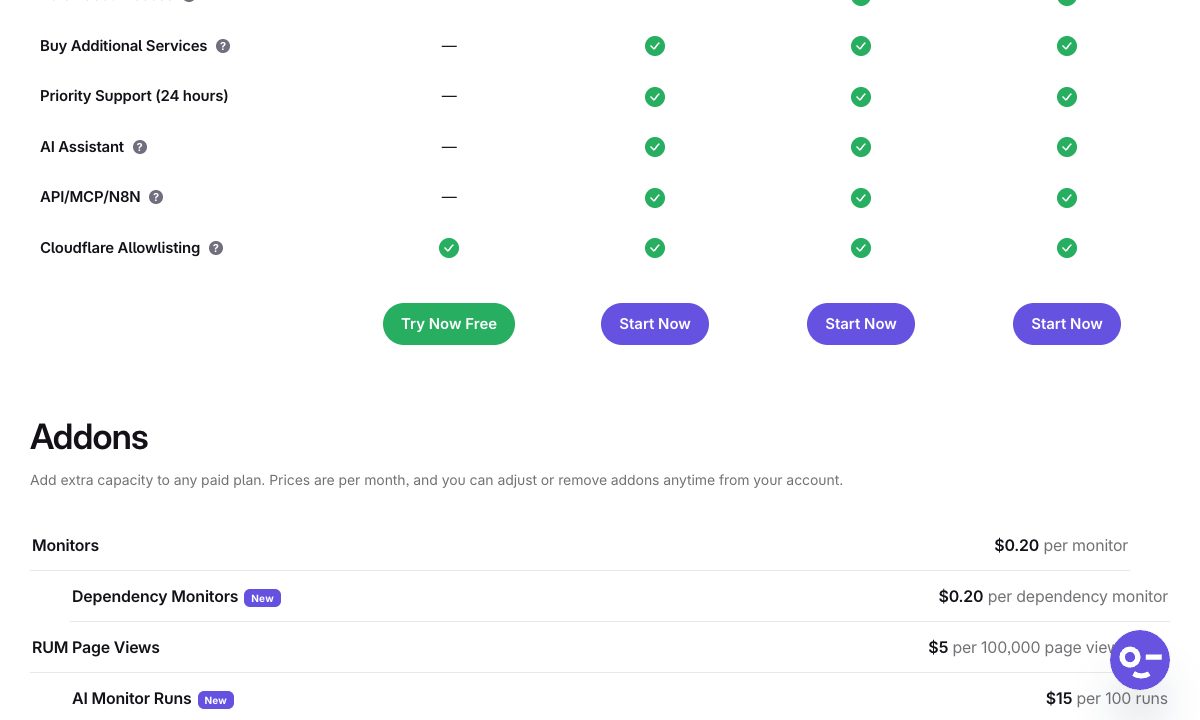 Buy Additional Services ? —
Priority Support (24 hours) —
AI Assistant ? —
API/MCP/N8N ? —
Cloudflare Allowlisting ?
Try Now Free Start Now Start Now Start Now
Addons
Add extra capacity to any paid plan. Prices are per month, and you can adjust or remove addons anytime from your account.
Monitors $0.20 per monitor
Dependency Monitors New $0.20 per dependency monitor
RUM Page Views $5 per 100,000 page
AI Monitor Runs New $15 per 100 runs